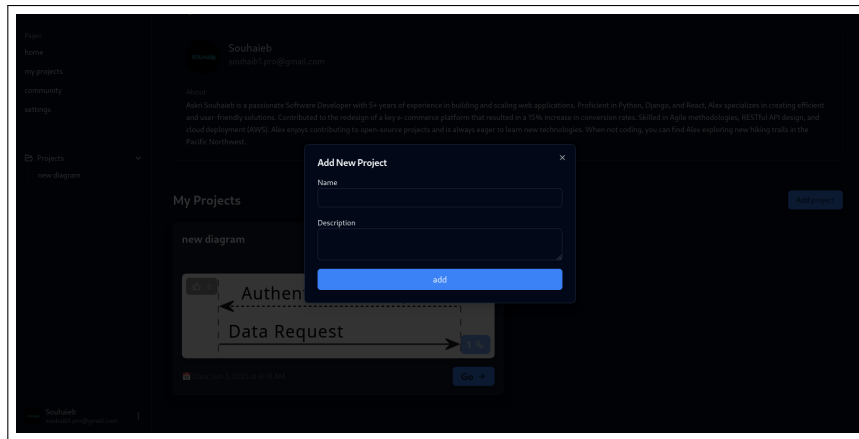 Pages
home
my projects
community
settings
Projects
new diagram
Souhaieb
souhaib1.pro@gmail.com
About:
Askri Souhaieb is a passionate Software Developer with 5+ years of experience in building and scaling web applications. Proficient in Python, Django, and React, Alex specializes in creating efficient
and user-friendly solutions. Contributed to the redesign of a key e-commerce platform that resulted in a 15% increase in conversion rates. Skilled in Agile methodologies, RESTful API design, and
cloud deployment (AWS). Alex enjoys contributing to open-source projects and is always eager to learn new technologies. When not coding, you can find Alex exploring new hiking trails in the
Pacific Northwest.
My Projects
Add project
new diagram
Authen
Data Request
1
Go →
Add New Project
×
Name
Description
add
Souhaieb
souhaib1.pro@gmail.com